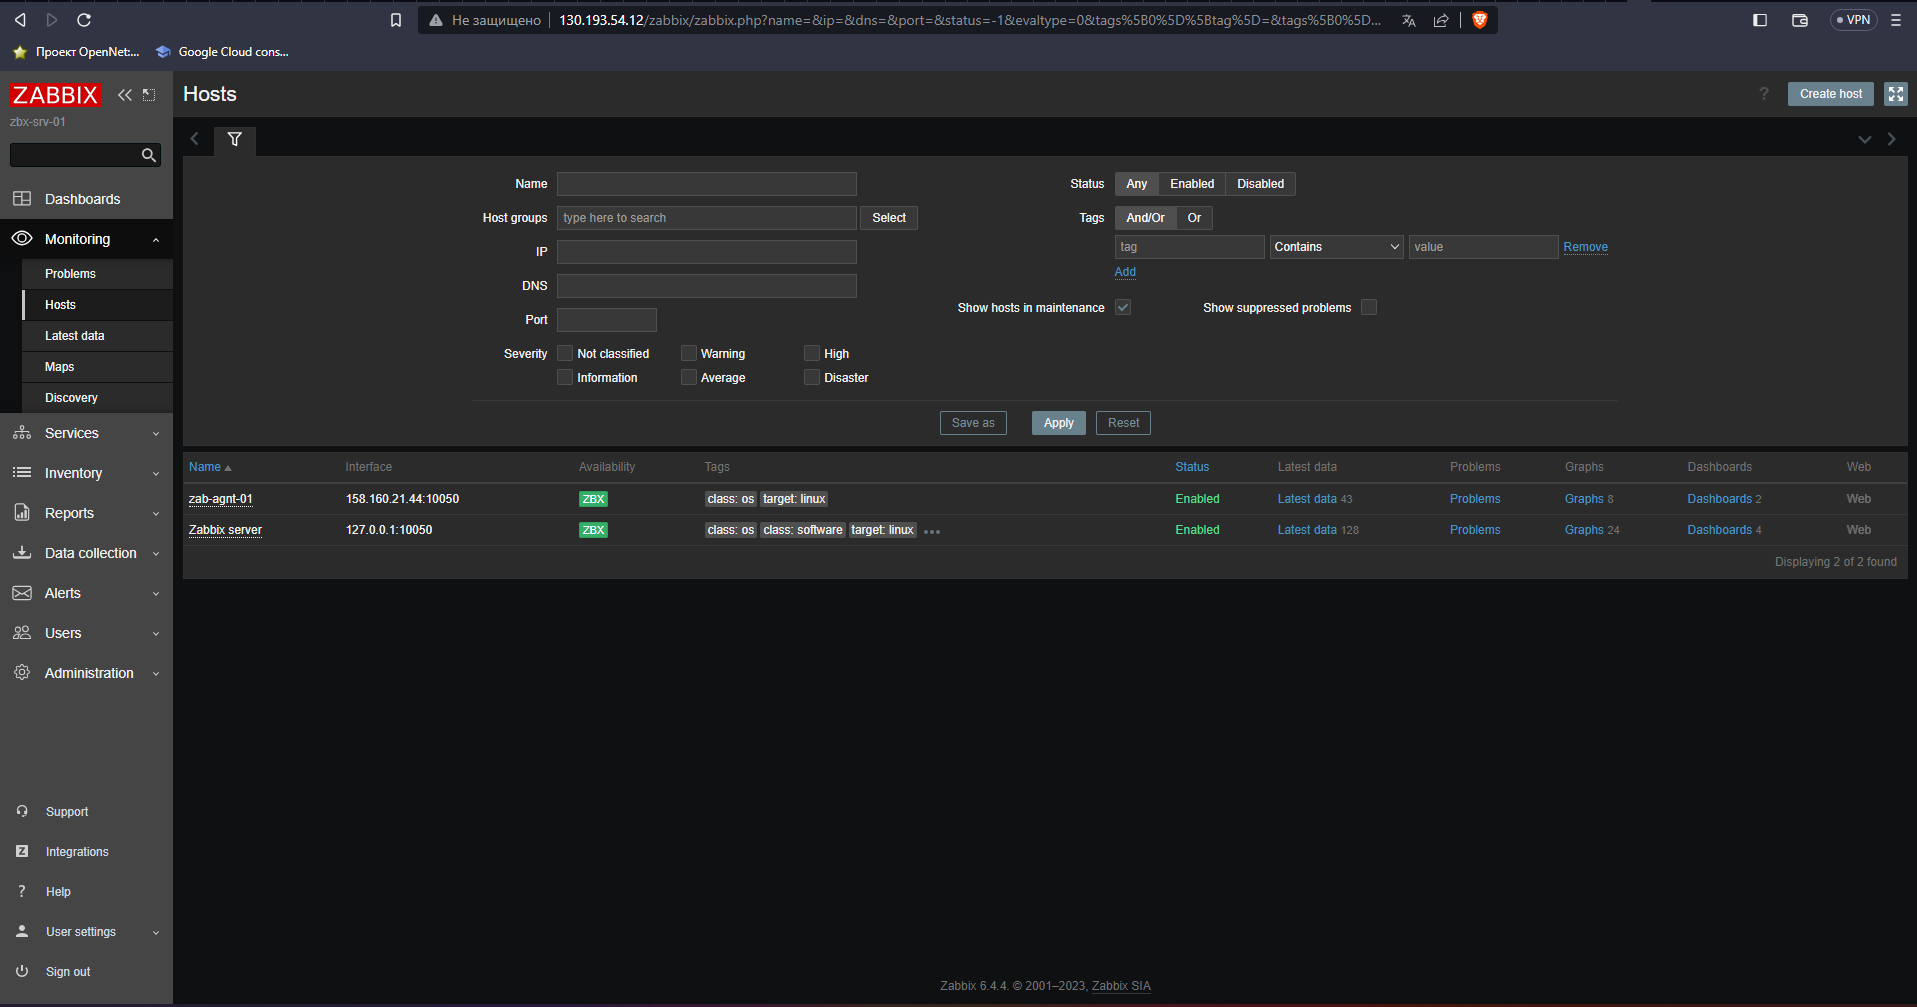 Не защищено 130.193.54.12/zabbix/zabbix.php?name=&ip=&dns=&port=&status=-1&evaltype=0&tags%5B0%5D%5Btag%5D=&tags%5B0%5D...
VPN
Проект OpenNet:... Google Cloud cons...
ZABBIX
zbx-srv-01
Dashboards
Monitoring
Problems
Hosts
Latest data
Maps
Discovery
Services
Inventory
Reports
Data collection
Alerts
Users
Administration
Support
Integrations
Help
User settings
Sign out
Hosts
? Create host
Name
Host groups type here to search Select
IP
DNS
Port
Severity Not classified Warning High
Information Average Disaster
Status Any Enabled Disabled
Tags And/Or Or
tag Contains value Remove
Add
Show hosts in maintenance Show suppressed problems
Save as Apply Reset
Name Interface Availability Tags Status Latest data Problems Graphs Dashboards Web
zab-agnt-01 158.160.21.44:10050 ZBX class: os target: linux Enabled Latest data 43 Problems Graphs 8 Dashboards 2 Web
Zabbix server 127.0.0.1:10050 ZBX class: os class: software target: linux ••• Enabled Latest data 128 Problems Graphs 24 Dashboards 4 Web
Displaying 2 of 2 found
Zabbix 6.4.4. © 2001–2023, Zabbix SIA